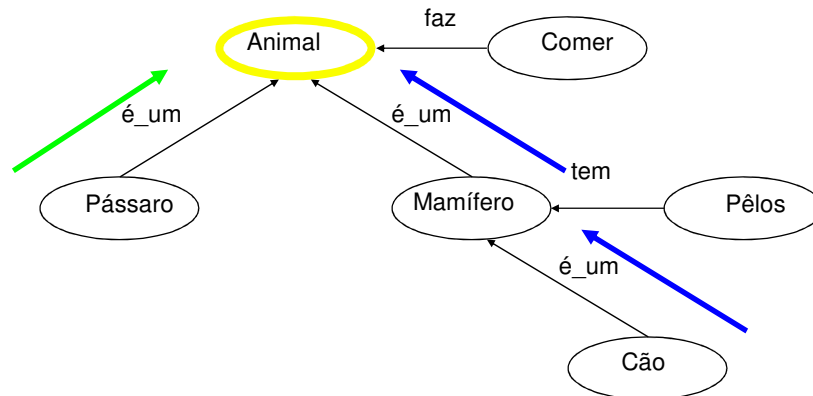 faz
Animal
Comer
é_um
é_um
tem
Pássaro
Mamífero
Pêlos
é_um
Cão